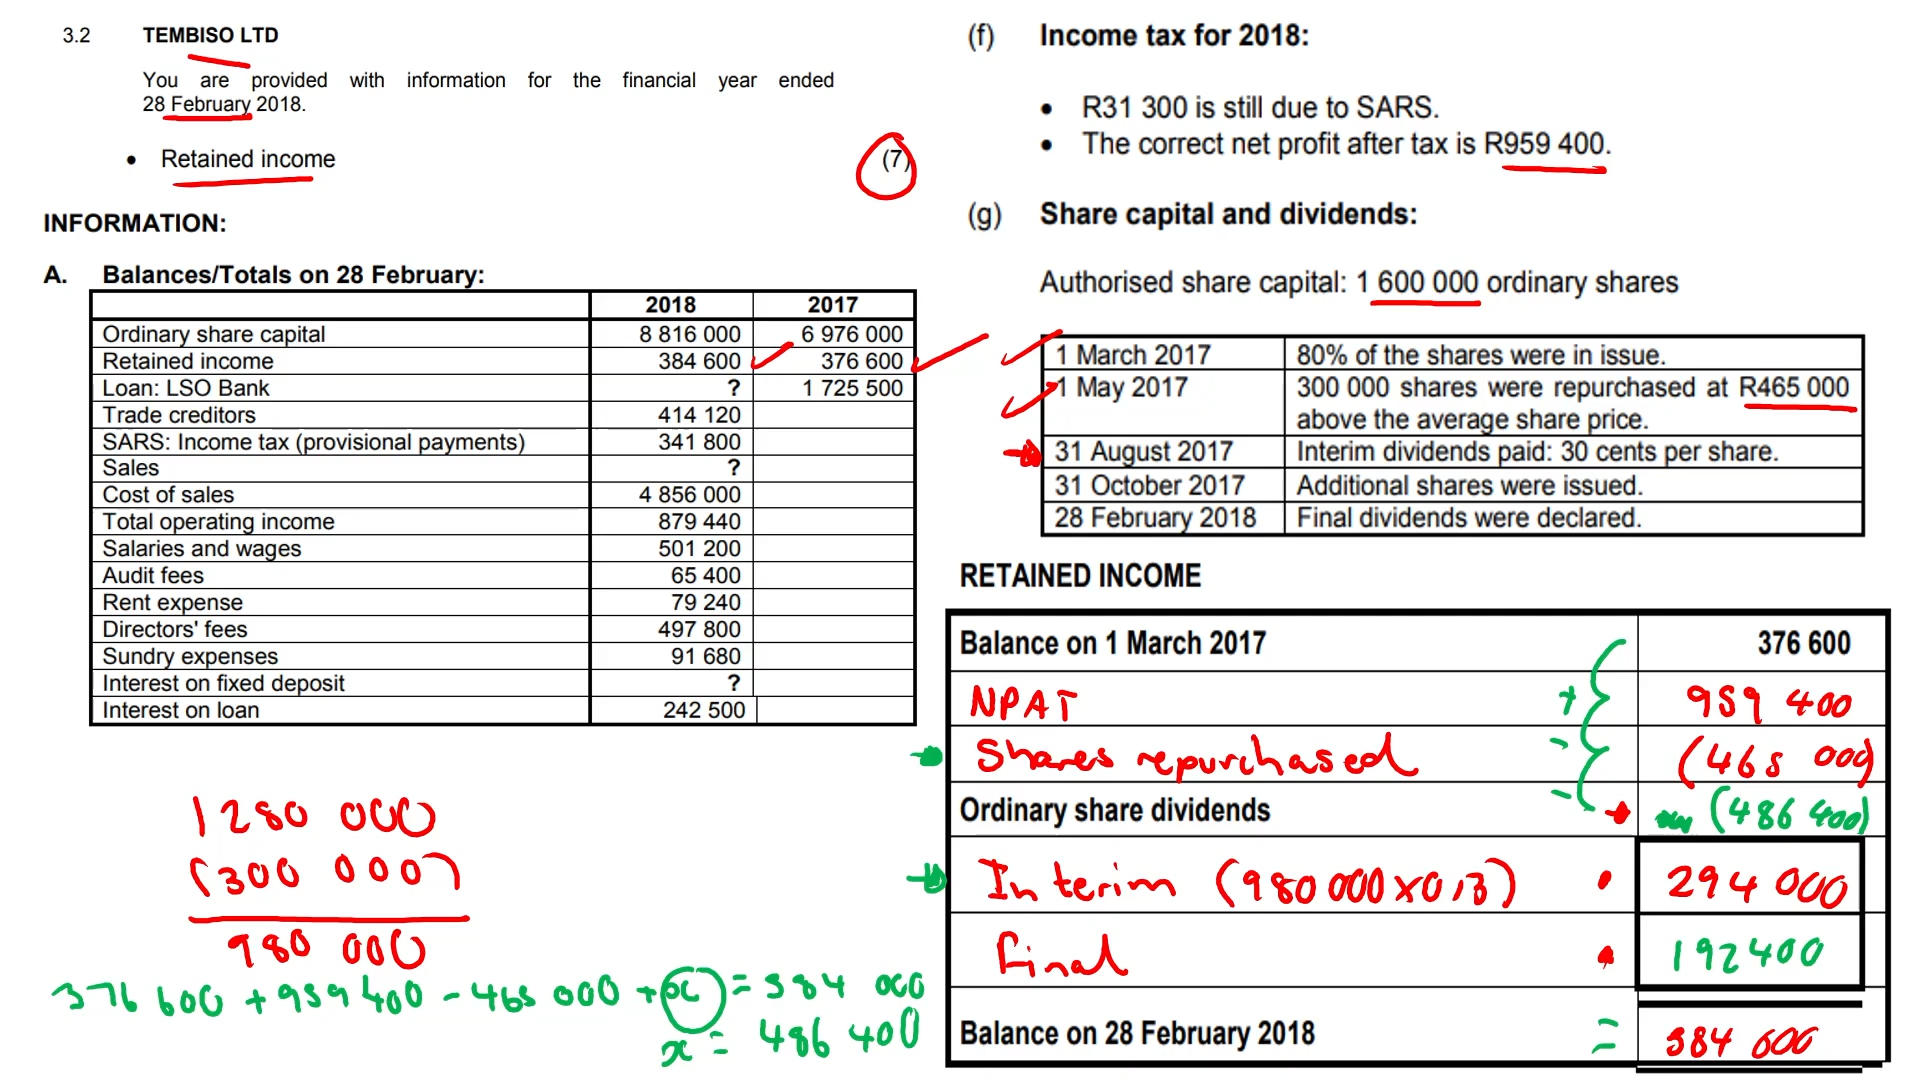 3.2 TEMBISO LTD
You are provided with information for the financial year ended
28 February 2018.
• Retained income (7)
INFORMATION:
A. Balances/Totals on 28 February:
2018 2017
Ordinary share capital 8 816 000 6 976 000
Retained income 384 600 376 600
Loan: LSO Bank ? 1 725 500
Trade creditors 414 120
SARS: Income tax (provisional payments) 341 800
Sales ?
Cost of sales 4 856 000
Total operating income 879 440
Salaries and wages 501 200
Audit fees 65 400
Rent expense 79 240
Directors' fees 497 800
Sundry expenses 91 680
Interest on fixed deposit ?
Interest on loan 242 500
1280 000
(300 000)
980 000
376 600 + 959 400 - 465 000 + x = 384 000
x = 486 400
(f) Income tax for 2018:
• R31 300 is still due to SARS.
• The correct net profit after tax is R959 400.
(g) Share capital and dividends:
Authorised share capital: 1 600 000 ordinary shares
1 March 2017 80% of the shares were in issue.
1 May 2017 300 000 shares were repurchased at R465 000
above the average share price.
31 August 2017 Interim dividends paid: 30 cents per share.
31 October 2017 Additional shares were issued.
28 February 2018 Final dividends were declared.
RETAINED INCOME
Balance on 1 March 2017 376 600
NPAT + 959 400
Shares repurchased - (465 000)
Ordinary share dividends - (486 400)
Interim (980 000 x 0,3) 294 000
Final 192400
Balance on 28 February 2018 = 384 600